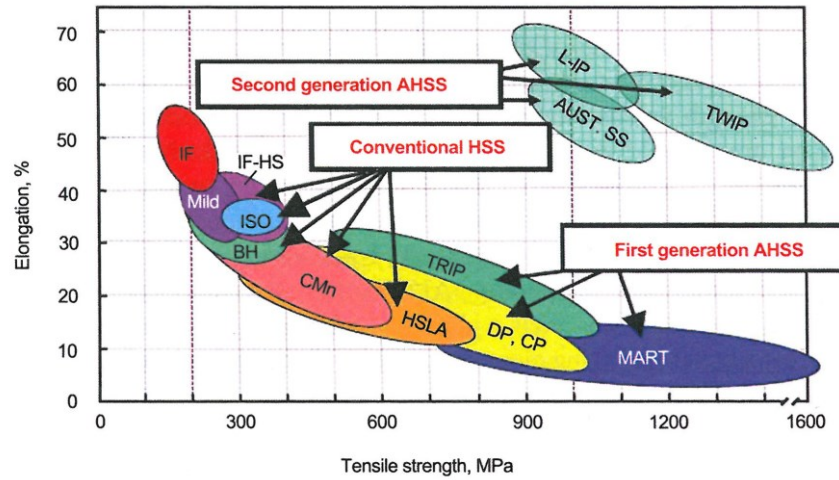 70
60
50
40
30
20
10
0
Elongation, %
Second generation AHSS
L-IP
TWIP
AUST. SS
Conventional HSS
IF
IF-HS
Mild
ISO
BH
First generation AHSS
TRIP
CMn
HSLA
DP, CP
MART
0 300 600 900 1200 1600
Tensile strength, MPa